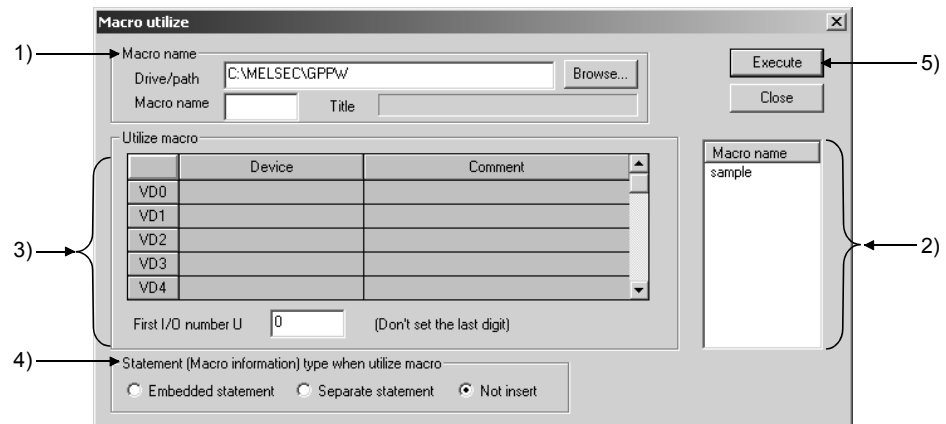 Macro utilize
1)
Macro name
Drive/path C:\MELSEC\GPPW Browse...
Macro name Title
Execute
5)
Close
Utilize macro
Device Comment
VD0
VD1
VD2
VD3
VD4
3)
First I/O number U 0 (Don't set the last digit)
Macro name
sample
2)
4)
Statement (Macro information) type when utilize macro
Embedded statement Separate statement Not insert